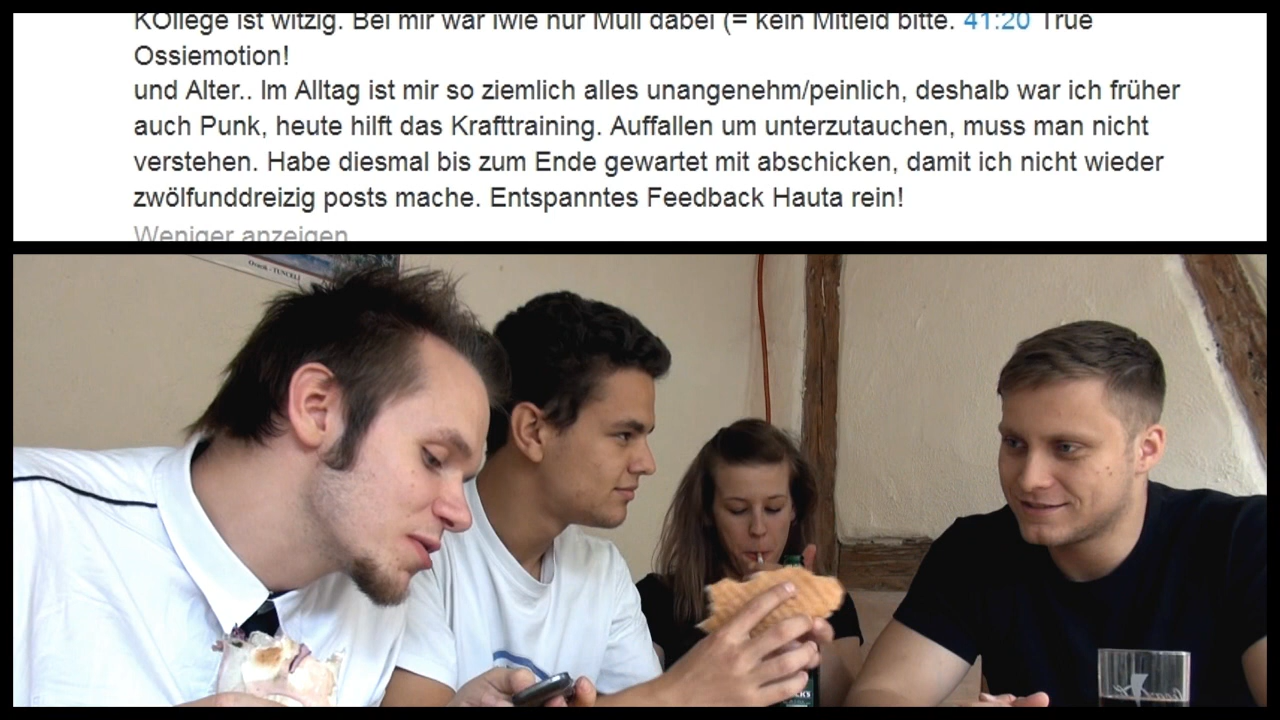 KOllege ist witzig. Bei mir war iwie nur Müll dabei (= kein Mitleid bitte. 41:20 True
Ossiemotion!
und Alter.. Im Alltag ist mir so ziemlich alles unangenehm/peinlich, deshalb war ich früher
auch Punk, heute hilft das Krafttraining. Auffallen um unterzutauchen, muss man nicht
verstehen. Habe diesmal bis zum Ende gewartet mit abschicken, damit ich nicht wieder
zwölfunddreizig posts mache. Entspanntes Feedback Hauta rein!
Weniger anzeigen